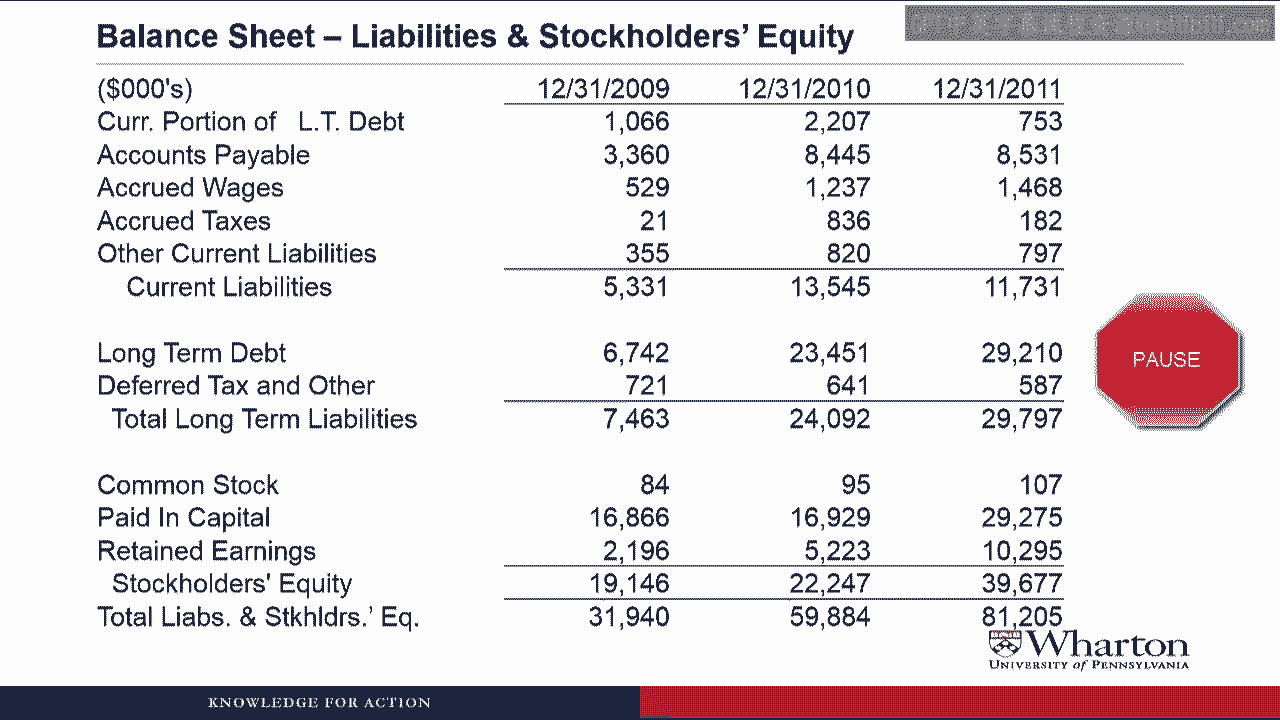 Balance Sheet – Liabilities & Stockholders’ Equity
($000's) 12/31/2009 12/31/2010 12/31/2011
Curr. Portion of L.T. Debt 1,066 2,207 753
Accounts Payable 3,360 8,445 8,531
Accrued Wages 529 1,237 1,468
Accrued Taxes 21 836 182
Other Current Liabilities 355 820 797
Current Liabilities 5,331 13,545 11,731
PAUSE
Long Term Debt 6,742 23,451 29,210
Deferred Tax and Other 721 641 587
Total Long Term Liabilities 7,463 24,092 29,797
Common Stock 84 95 107
Paid In Capital 16,866 16,929 29,275
Retained Earnings 2,196 5,223 10,295
Stockholders' Equity 19,146 22,247 39,677
Total Liabs. & Stkhldrs.’ Eq. 31,940 59,884 81,205
Wharton
UNIVERSITY of PENNSYLVANIA
KNOWLEDGE FOR ACTION